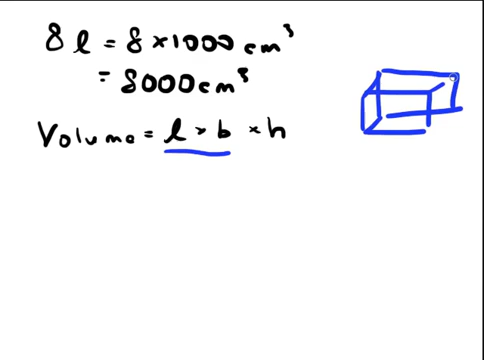 8 l = 8 × 1000 cm³
= 8000 cm³
Volume = l × b × h